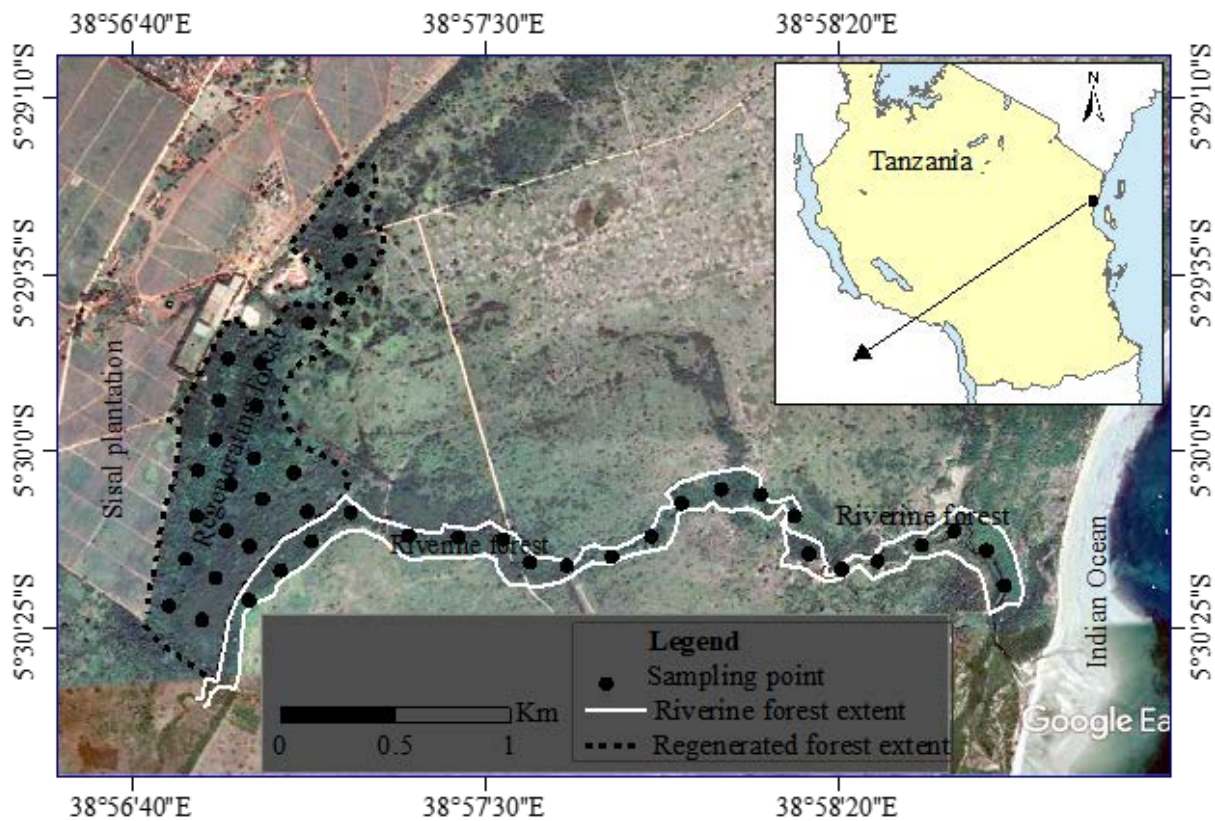 38°56'40"E 38°57'30"E 38°58'20"E
5°29'10"S 5°29'10"S
N
Tanzania
5°29'35"S 5°29'35"S
Sisal plantation
Regenerating forest
5°30'0"S 5°30'0"S
Riverine forest
Riverine forest
Indian Ocean
5°30'25"S 5°30'25"S
Legend
Sampling point
Riverine forest extent
Regenerated forest extent
Km
0 0.5 1
Google Ea
38°56'40"E 38°57'30"E 38°58'20"E